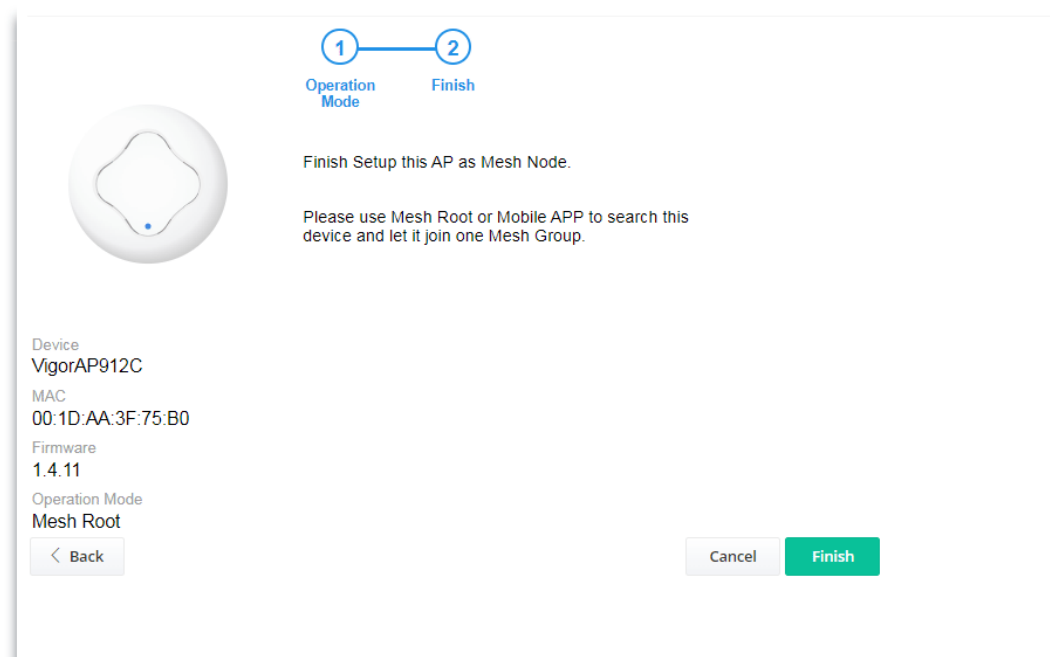 1
2
Operation
Mode
Finish
Finish Setup this AP as Mesh Node.
Please use Mesh Root or Mobile APP to search this
device and let it join one Mesh Group.
Device
VigorAP912C
MAC
00:1D:AA:3F:75:B0
Firmware
1.4.11
Operation Mode
Mesh Root
Back
Cancel
Finish